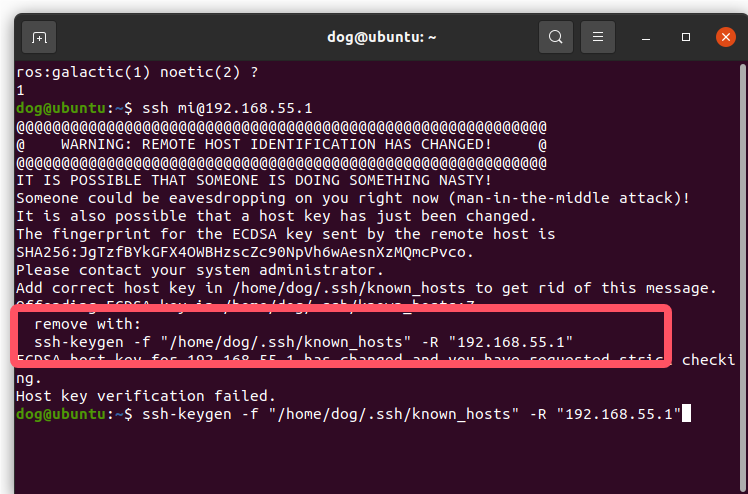 dog@ubuntu: ~
ros:galactic(1) noetic(2) ?
1
dog@ubuntu:~$ ssh mi@192.168.55.1
@@@@@@@@@@@@@@@@@@@@@@@@@@@@@@@@@@@@@@@@@@@@@@@@@@@@@@@@@@@
@    WARNING: REMOTE HOST IDENTIFICATION HAS CHANGED!     @
@@@@@@@@@@@@@@@@@@@@@@@@@@@@@@@@@@@@@@@@@@@@@@@@@@@@@@@@@@@
IT IS POSSIBLE THAT SOMEONE IS DOING SOMETHING NASTY!
Someone could be eavesdropping on you right now (man-in-the-middle attack)!
It is also possible that a host key has just been changed.
The fingerprint for the ECDSA key sent by the remote host is
SHA256:JgTzfBYkGFX4OWBHzscZc90NpVh6wAesnXzMQmcPvco.
Please contact your system administrator.
Add correct host key in /home/dog/.ssh/known_hosts to get rid of this message.
Offending ECDSA key in /home/dog/.ssh/known_hosts:7
  remove with:
  ssh-keygen -f "/home/dog/.ssh/known_hosts" -R "192.168.55.1"
ECDSA host key for 192.168.55.1 has changed and you have requested strict checki
ng.
Host key verification failed.
dog@ubuntu:~$ ssh-keygen -f "/home/dog/.ssh/known_hosts" -R "192.168.55.1"